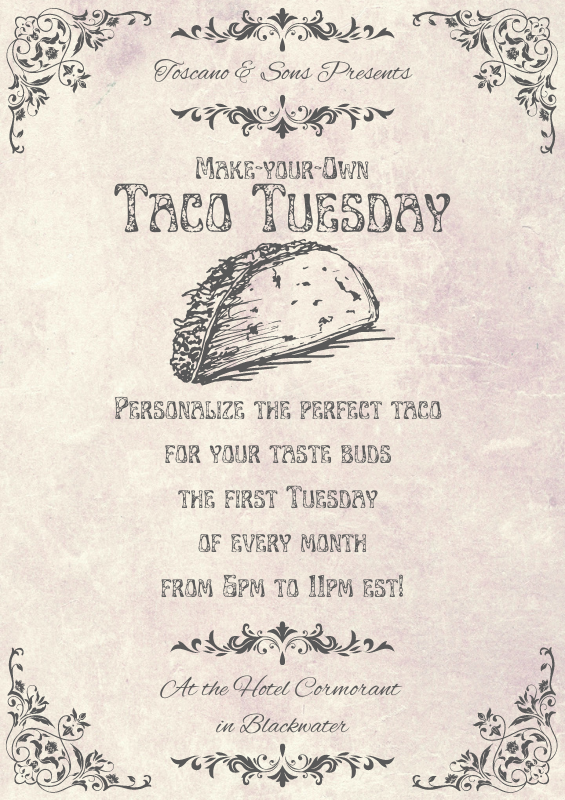 Toscano & Sons Presents
Make-your-Own
Taco Tuesday
Personalize the perfect taco
for your taste buds
the first Tuesday
of every month
from 5pm to 11pm est!
At the Hotel Cormorant
in Blackwater